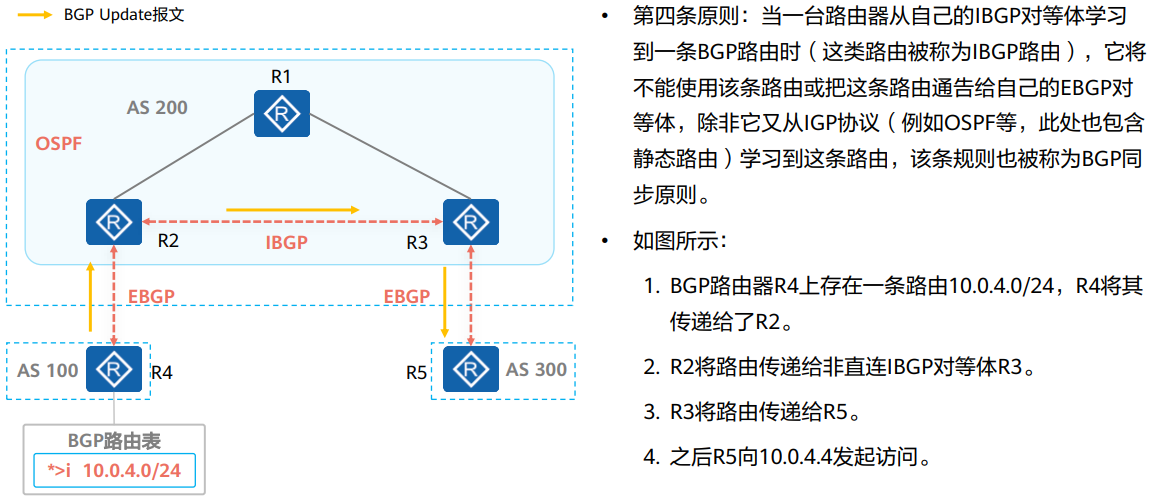 BGP Update报文
R1
AS 200
OSPF
R2
IBGP
R3
EBGP
EBGP
AS 100
R4
R5
AS 300
BGP路由表
*>i 10.0.4.0/24
• 第四条原则：当一台路由器从自己的IBGP对等体学习
到一条BGP路由时（这类路由被称为IBGP路由），它将
不能使用该条路由或把这条路由通告给自己的EBGP对
等体，除非它又从IGP协议（例如OSPF等，此处也包含
静态路由）学习到这条路由，该条规则也被称为BGP同
步原则。
• 如图所示：
1. BGP路由器R4上存在一条路由10.0.4.0/24，R4将其
传递给了R2。
2. R2将路由传递给非直连IBGP对等体R3。
3. R3将路由传递给R5。
4. 之后R5向10.0.4.4发起访问。